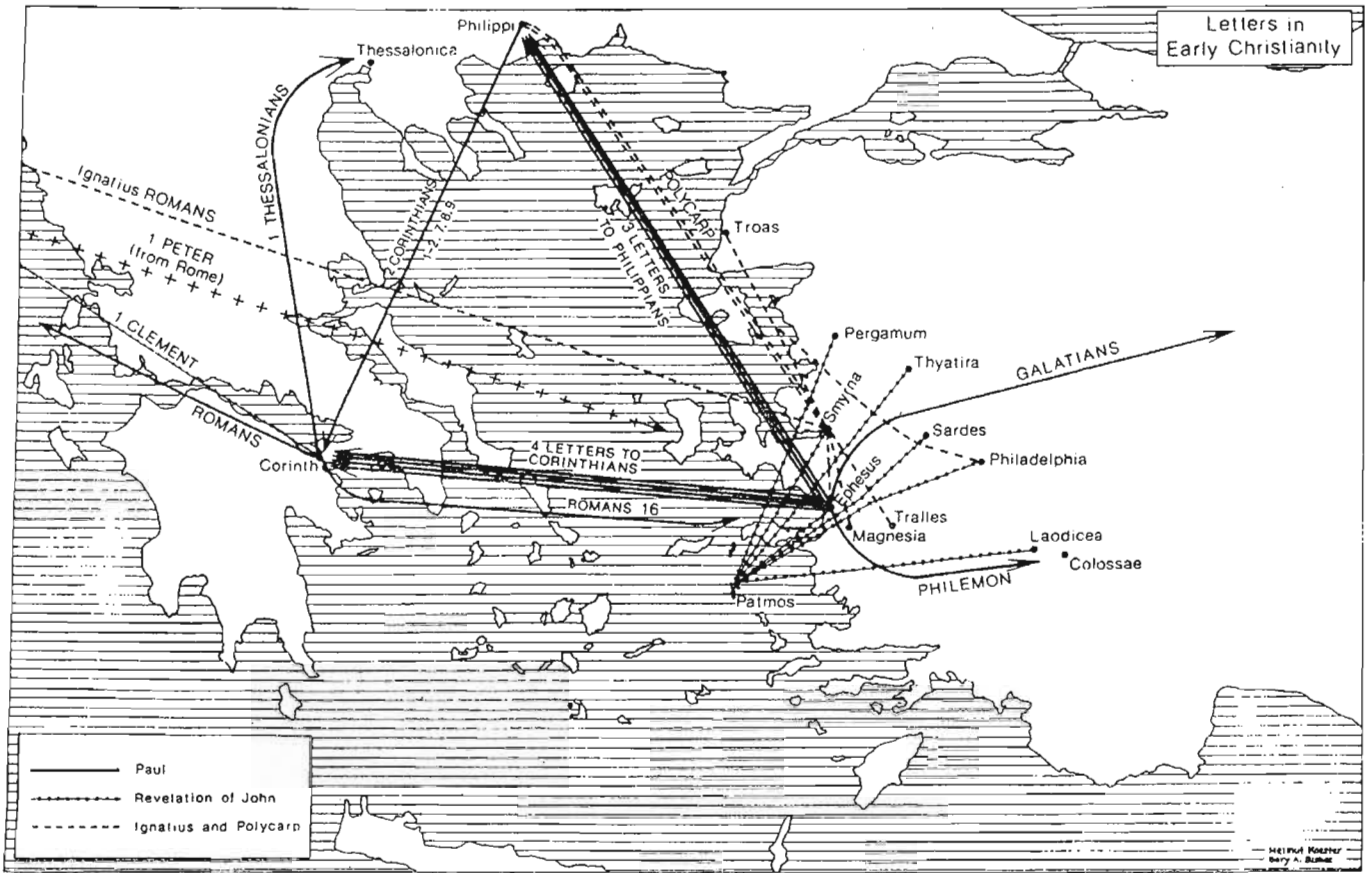 Letters in
Early Christianity
Philippi
Thessalonica
1 THESSALONIANS
Ignatius ROMANS
1 PETER
(from Rome)
2 CORINTHIANS
1-2, 7.8.9
POLYCARP
3 LETTERS
TO PHILIPPIANS
Troas
1 CLEMENT
ROMANS
Pergamum
Thyatira
GALATIANS
Smyrna
Sardes
Philadelphia
Corinth
4 LETTERS TO
CORINTHIANS
Ephesus
ROMANS 16
Tralles
Magnesia
Laodicea
Colossae
PHILEMON
Patmos
Paul
Revelation of John
Ignatius and Polycarp
Helmut Koester